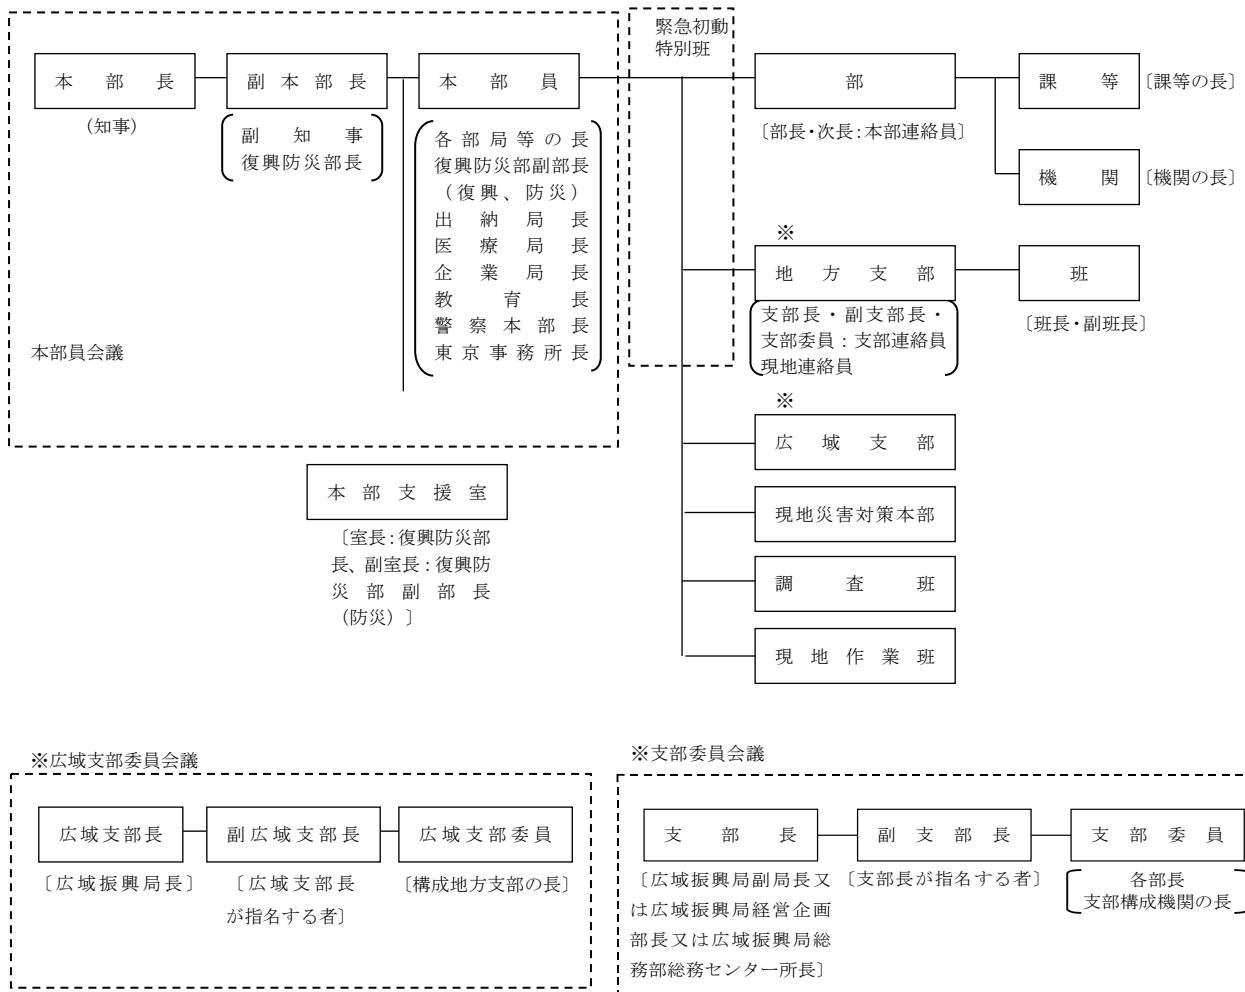 緊急初動
特別班
本部長
副本部長
本部員
部
課等
〔課等の長〕
(知事)
副知事
復興防災部長
各部局等の長
復興防災部副部長
(復興、防災)
出納局長
医療局長
企業局長
教育長
警察本部長
東京事務所長
〔部長・次長：本部連絡員〕
機関
〔機関の長〕
※
地方支部
班
支部長・副支部長・
支部委員：支部連絡員
現地連絡員
〔班長・副班長〕
本部員会議
※
広域支部
本部支援室
〔室長：復興防災部
長、副室長：復興防
災部副部長
(防災)〕
現地災害対策本部
調査班
現地作業班
※広域支部委員会議
広域支部長
副広域支部長
広域支部委員
〔広域振興局長〕
〔広域支部長
が指名する者〕
〔構成地方支部の長〕
※支部委員会議
支部長
副支部長
支部委員
〔広域振興局副局長又
は広域振興局経営企画
部長又は広域振興局総
務部総務センター所長〕
〔支部長が指名する者〕
各部長
支部構成機関の長